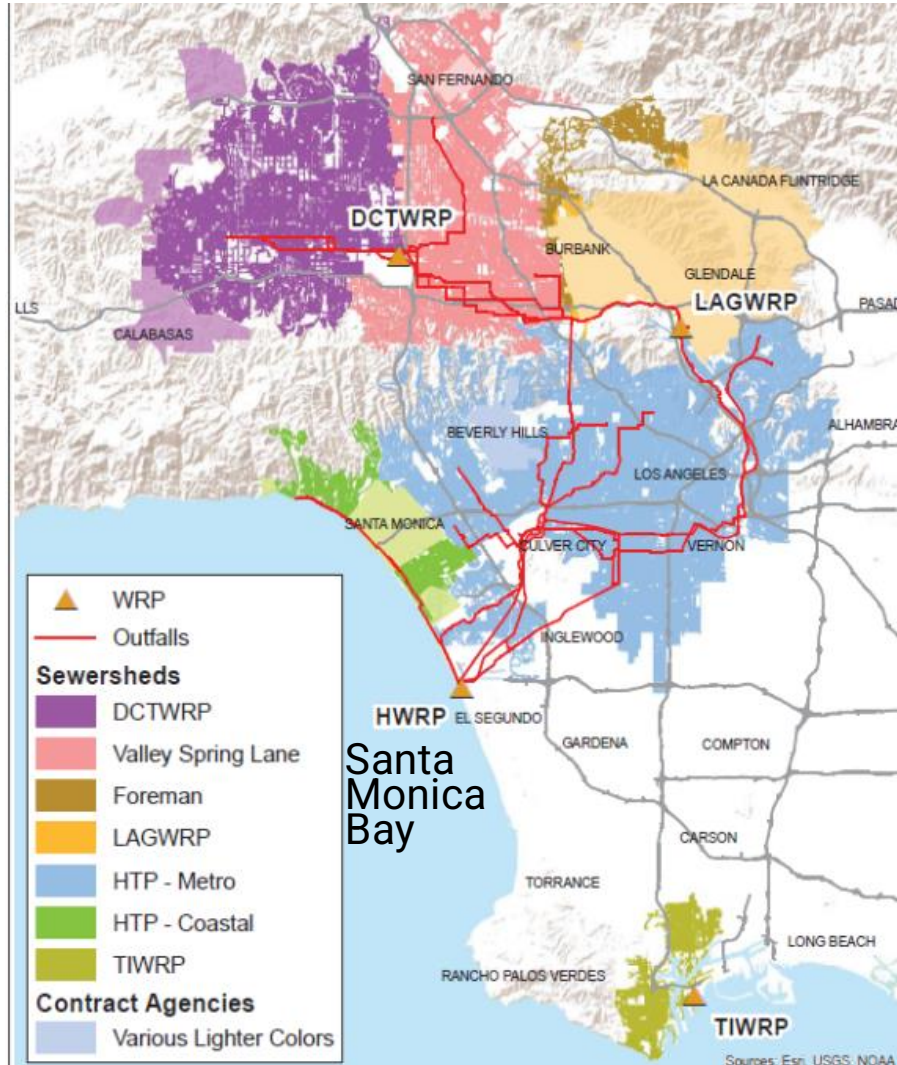 SAN FERNANDO
LA CANADA FLINTRIDGE
DCTWRP
BURBANK
GLENDALE
LAGWRP
LLS
PASAD
CALABASAS
BEVERLY HILLS
ALHAMBRA
LOS ANGELES
SANTA MONICA
CULVER CITY
VERNON
INGLEWOOD
HWRP
EL SEGUNDO
GARDENA
COMPTON
Santa
Monica
Bay
CARSON
TORRANCE
LONG BEACH
RANCHO PALOS VERDES
TIWRP
WRP
Outfalls
Sewersheds
DCTWRP
Valley Spring Lane
Foreman
LAGWRP
HTP - Metro
HTP - Coastal
TIWRP
Contract Agencies
Various Lighter Colors
Sources: Esri, USGS, NOAA